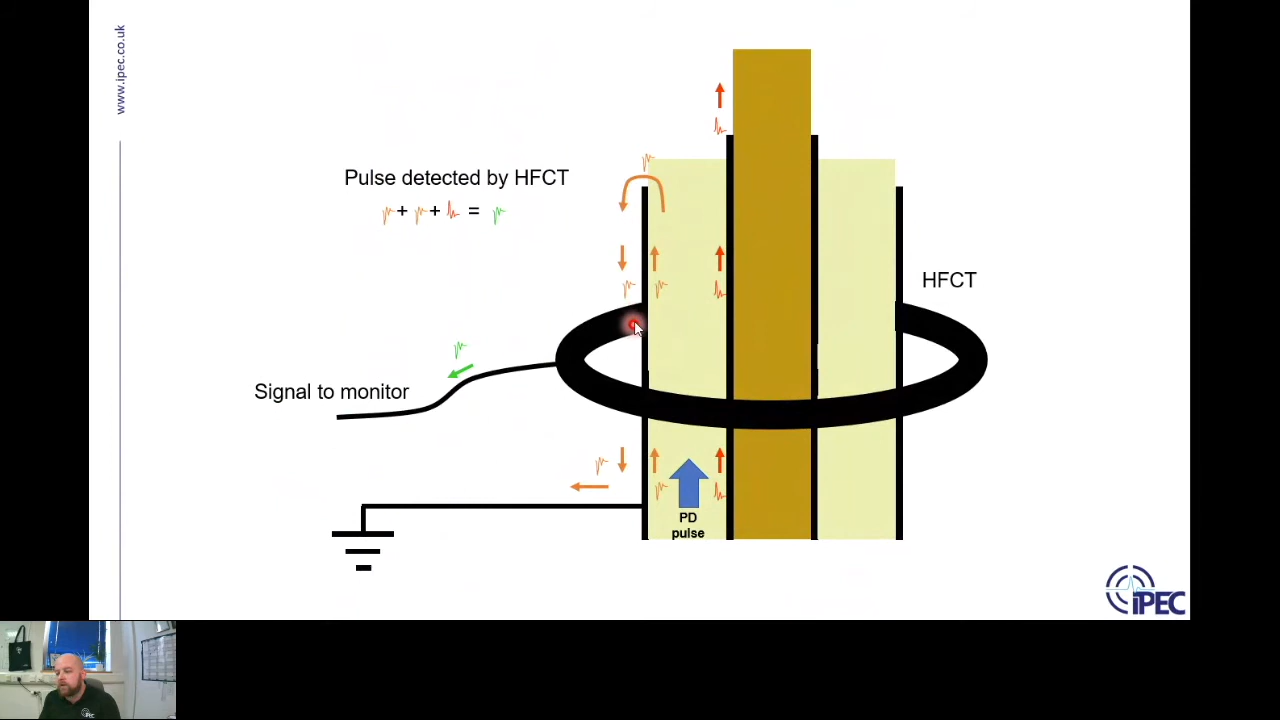 www.ipec.co.uk
Pulse detected by HFCT
+ + =
HFCT
Signal to monitor
PD
pulse
iPEC